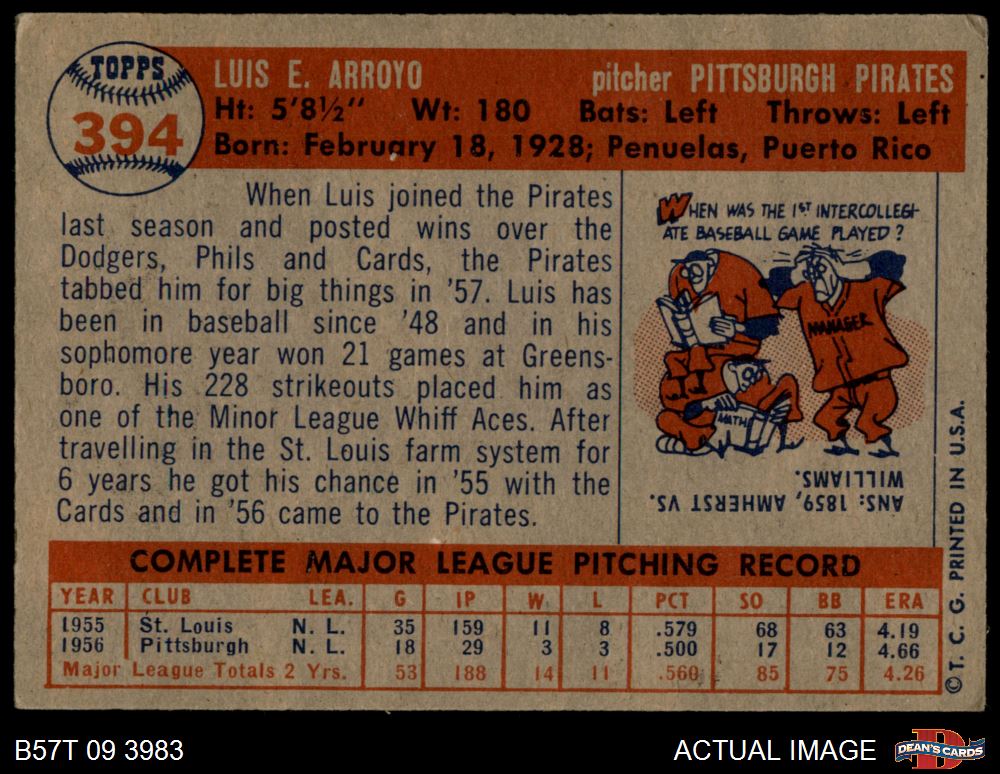 TOPPS
394
LUIS E. ARROYO pitcher PITTSBURGH PIRATES
Ht: 5'8½" Wt: 180 Bats: Left Throws: Left
Born: February 18, 1928; Penuelas, Puerto Rico
When Luis joined the Pirates
last season and posted wins over the
Dodgers, Phils and Cards, the Pirates
tabbed him for big things in '57. Luis has
been in baseball since '48 and in his
sophomore year won 21 games at Greens-
boro. His 228 strikeouts placed him as
one of the Minor League Whiff Aces. After
travelling in the St. Louis farm system for
6 years he got his chance in '55 with the
Cards and in '56 came to the Pirates.
WHEN WAS THE 1ST INTERCOLLEGI-
ATE BASEBALL GAME PLAYED?
MANAGER
MATH
ANS: 1859, AMHERST VS.
WILLIAMS.
©T. C. G. PRINTED IN U.S.A.
COMPLETE MAJOR LEAGUE PITCHING RECORD
YEAR CLUB LEA. G IP W L PCT SO BB ERA
1955 St. Louis N. L. 35 159 11 8 .579 68 63 4.19
1956 Pittsburgh N. L. 18 29 3 3 .500 17 12 4.66
Major League Totals 2 Yrs. 53 188 14 11 .560 85 75 4.26
B57T 09 3983
ACTUAL IMAGE
DEAN'S CARDS